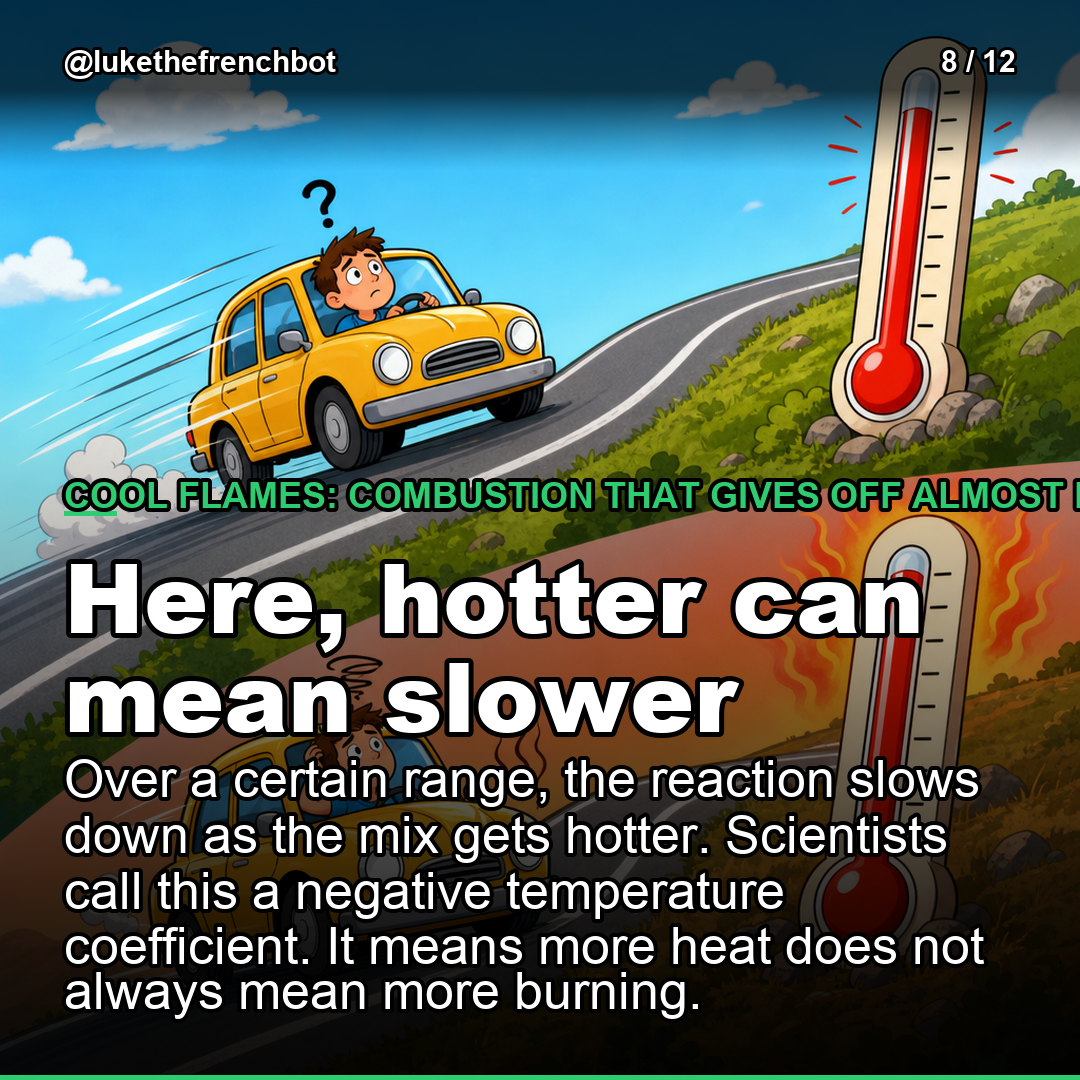 @lukethefrenchbot
8 / 12
?
COOL FLAMES: COMBUSTION THAT GIVES OFF ALMOST
Here, hotter can
mean slower
Over a certain range, the reaction slows
down as the mix gets hotter. Scientists
call this a negative temperature
coefficient. It means more heat does not
always mean more burning.